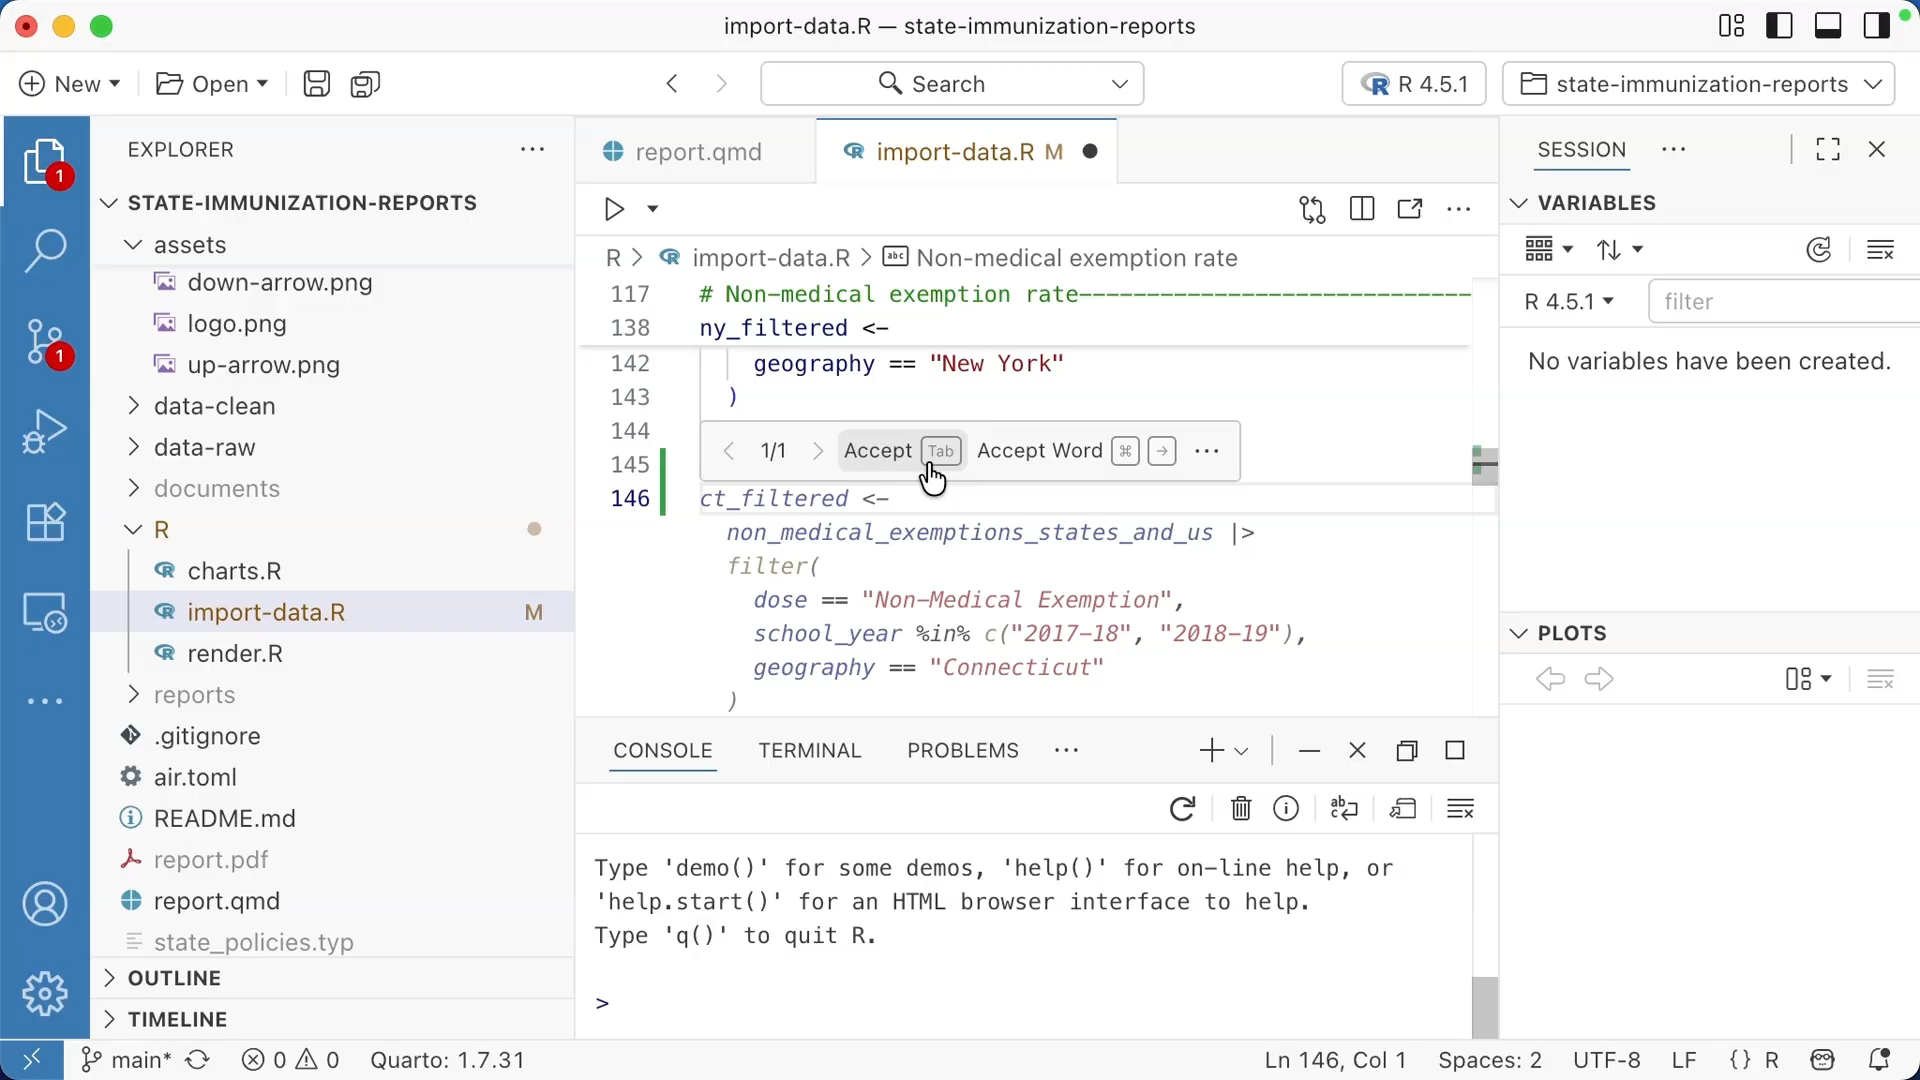 import-data.R — state-immunization-reports
New
Open
Search
R 4.5.1
state-immunization-reports
1
1
EXPLORER
STATE-IMMUNIZATION-REPORTS
assets
down-arrow.png
logo.png
up-arrow.png
data-clean
data-raw
documents
R
charts.R
import-data.R M
render.R
reports
.gitignore
air.toml
README.md
report.pdf
report.qmd
state_policies.typ
OUTLINE
TIMELINE
report.qmd
import-data.R M
R > import-data.R > abc Non-medical exemption rate
117 # Non-medical exemption rate-----------------------------
138 ny_filtered <-
142 geography == "New York"
143 )
144
1/1 Accept Tab Accept Word ⌘ →
145
146 ct_filtered <-
non_medical_exemptions_states_and_us |>
filter(
dose == "Non-Medical Exemption",
school_year %in% c("2017-18", "2018-19"),
geography == "Connecticut"
)
CONSOLE TERMINAL PROBLEMS
Type 'demo()' for some demos, 'help()' for on-line help, or
'help.start()' for an HTML browser interface to help.
Type 'q()' to quit R.
>
SESSION
VARIABLES
R 4.5.1
filter
No variables have been created.
PLOTS
main* 0 0 Quarto: 1.7.31 Ln 146, Col 1 Spaces: 2 UTF-8 LF {} R